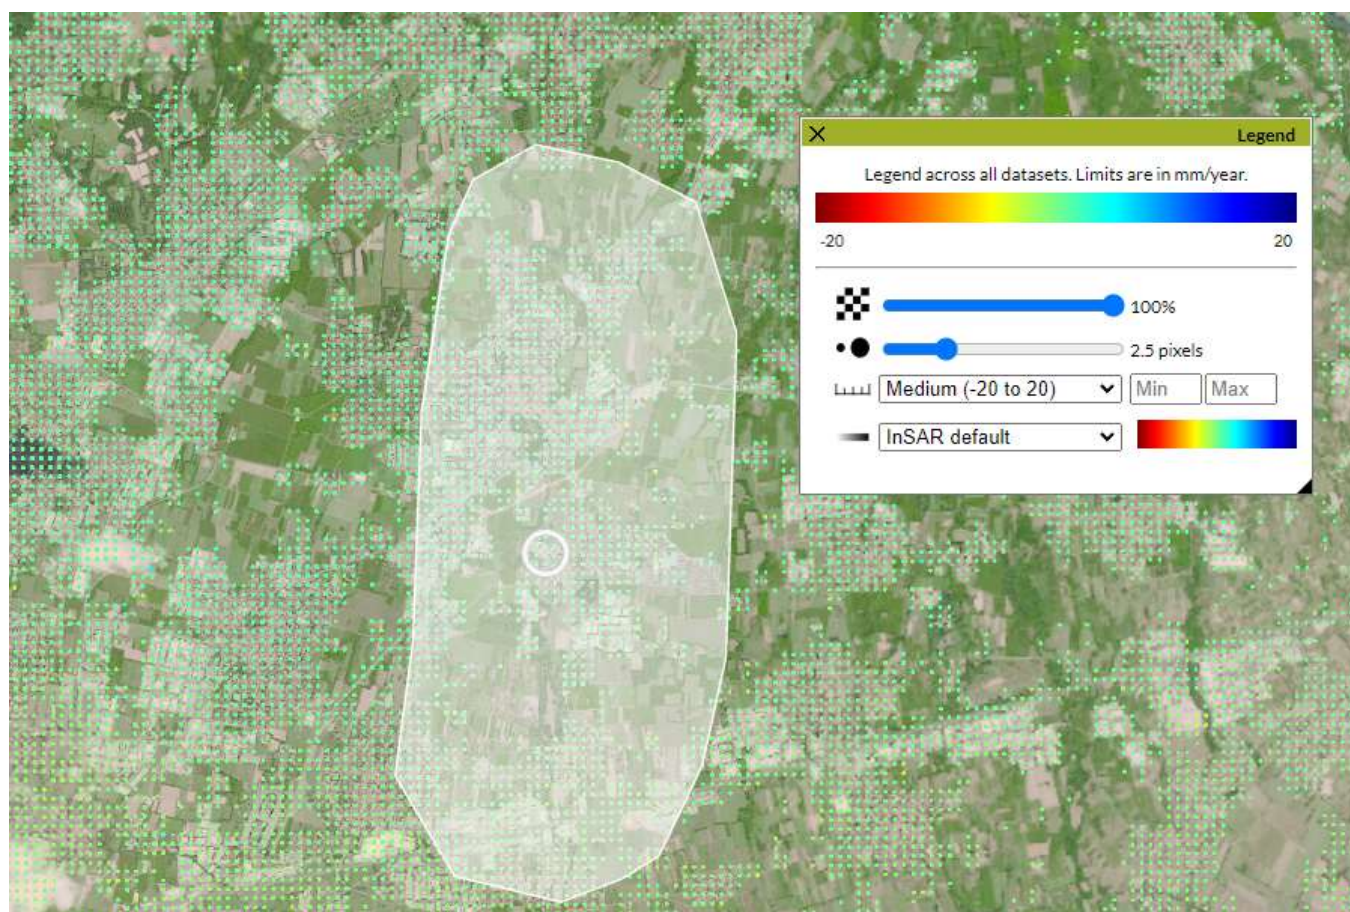 Legend
Legend across all datasets. Limits are in mm/year.
-20 20
100%
2.5 pixels
Medium (-20 to 20) Min Max
InSAR default